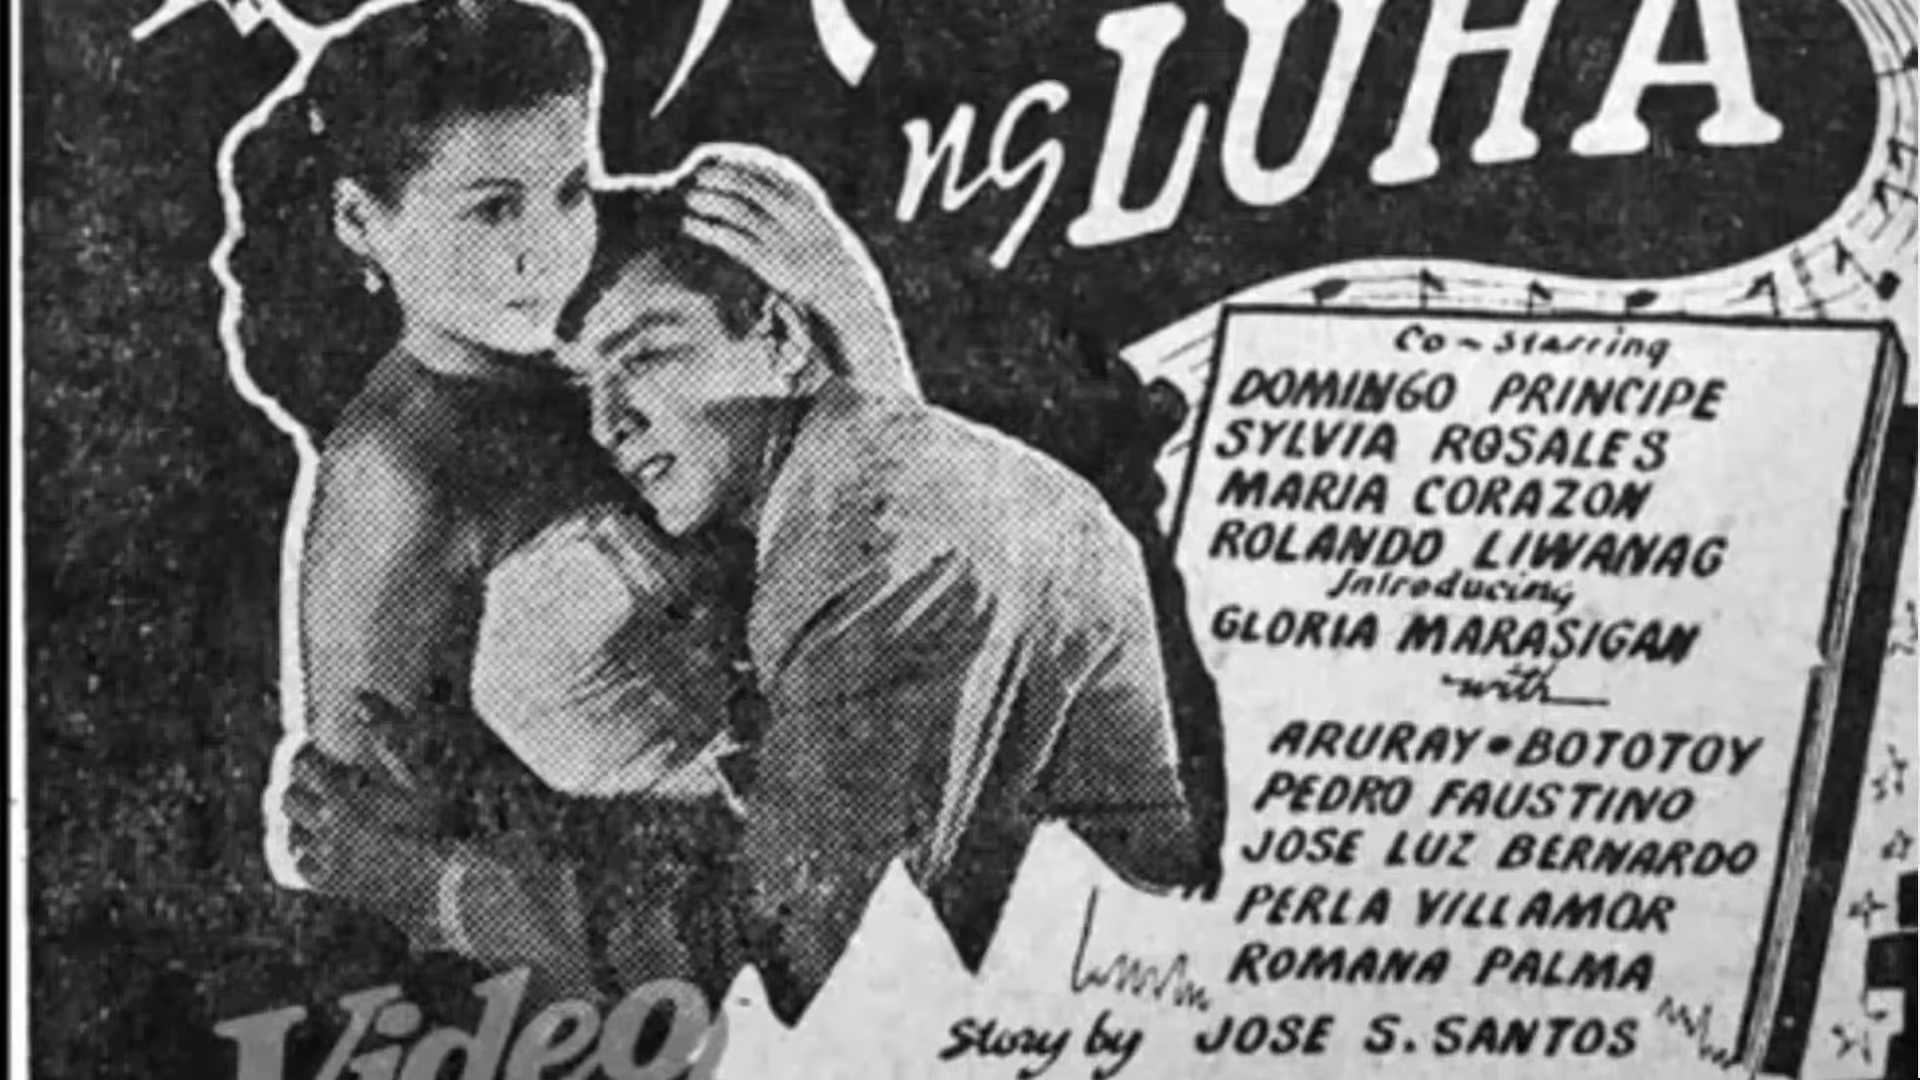 ng LUHA
Co-starring
DOMINGO PRINCIPE
SYLVIA ROSALES
MARIA CORAZON
ROLANDO LIWANAG
Introducing
GLORIA MARASIGAN
with
ARURAY • BOTOTOY
PEDRO FAUSTINO
JOSE LUZ BERNARDO
PERLA VILLAMOR
ROMANA PALMA
Story by JOSE S. SANTOS
Video